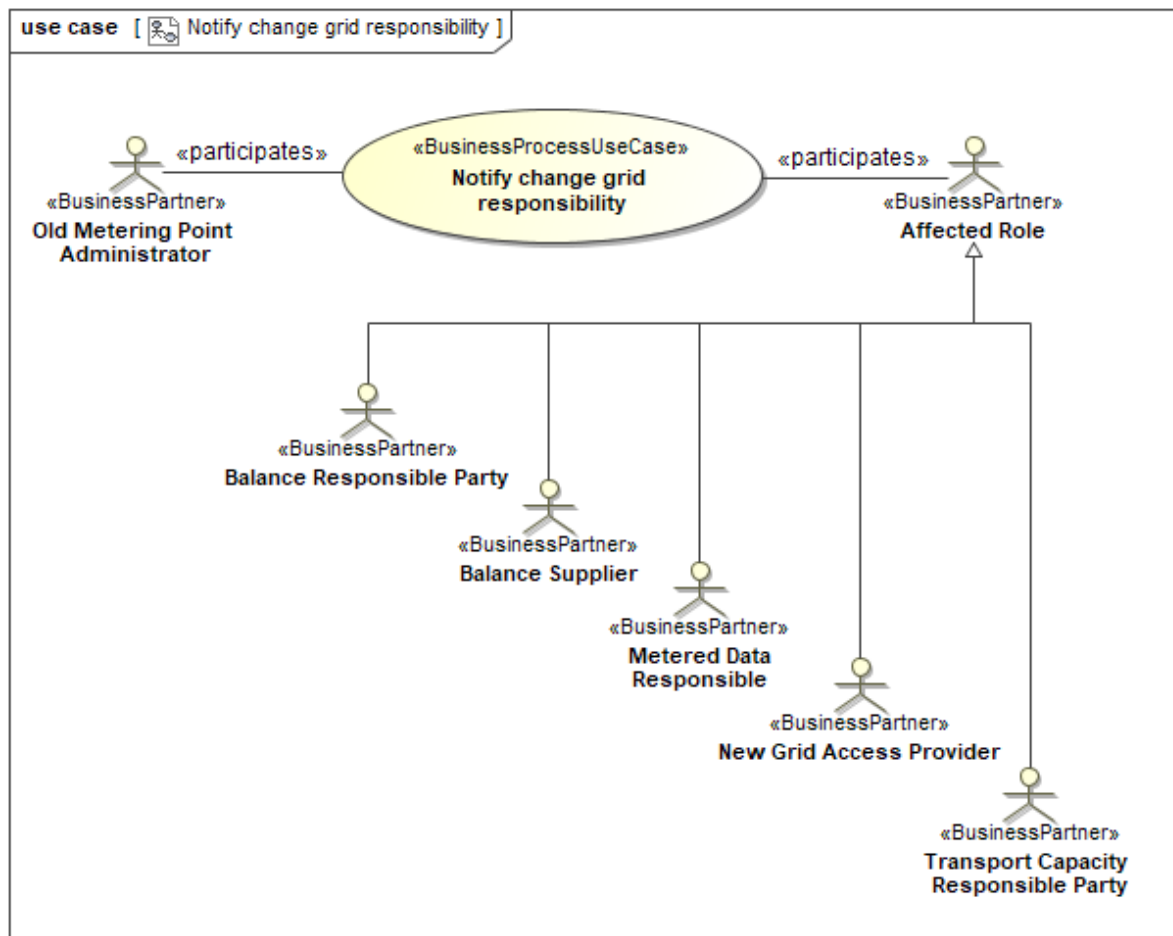 use case [ Notify change grid responsibility ]
«participates»
«BusinessProcessUseCase»
Notify change grid
responsibility
«participates»
«BusinessPartner»
Old Metering Point
Administrator
«BusinessPartner»
Affected Role
«BusinessPartner»
Balance Responsible Party
«BusinessPartner»
Balance Supplier
«BusinessPartner»
Metered Data
Responsible
«BusinessPartner»
New Grid Access Provider
«BusinessPartner»
Transport Capacity
Responsible Party